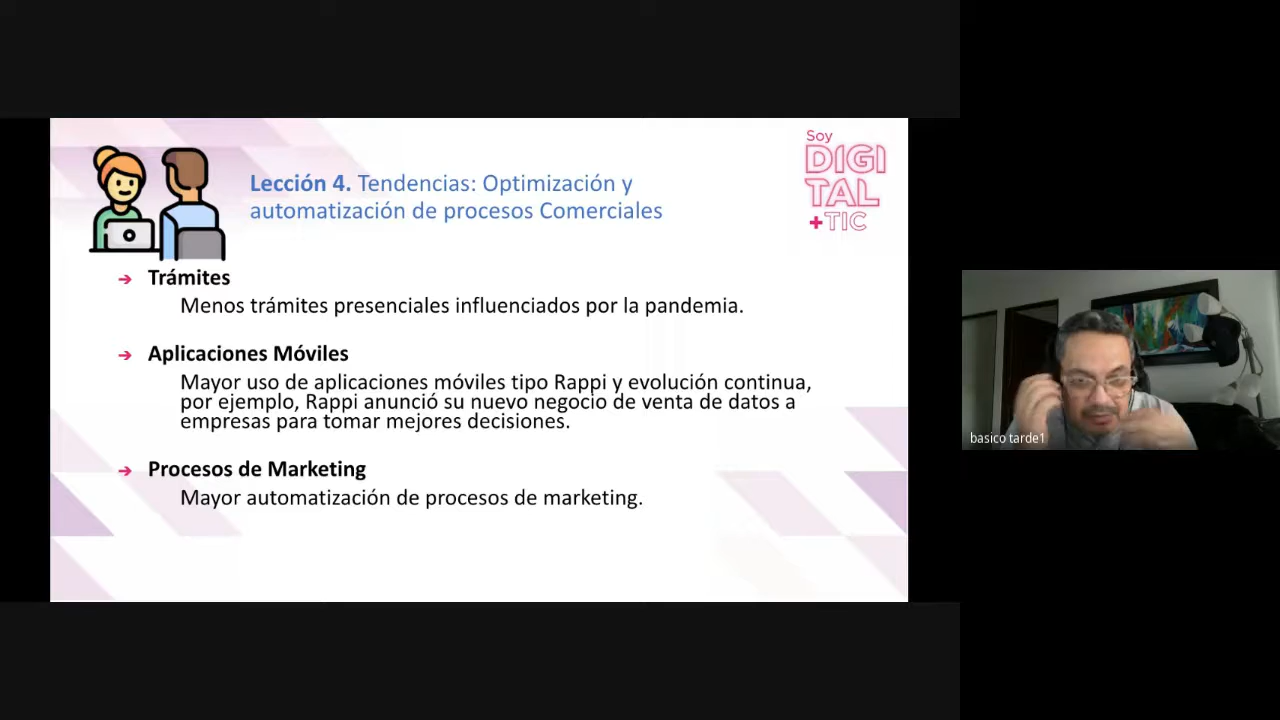 Soy
DIGI
TAL
+TIC
Lección 4. Tendencias: Optimización y
automatización de procesos Comerciales
➔ Trámites
Menos trámites presenciales influenciados por la pandemia.
➔ Aplicaciones Móviles
Mayor uso de aplicaciones móviles tipo Rappi y evolución continua,
por ejemplo, Rappi anunció su nuevo negocio de venta de datos a
empresas para tomar mejores decisiones.
➔ Procesos de Marketing
Mayor automatización de procesos de marketing.
basico tarde1